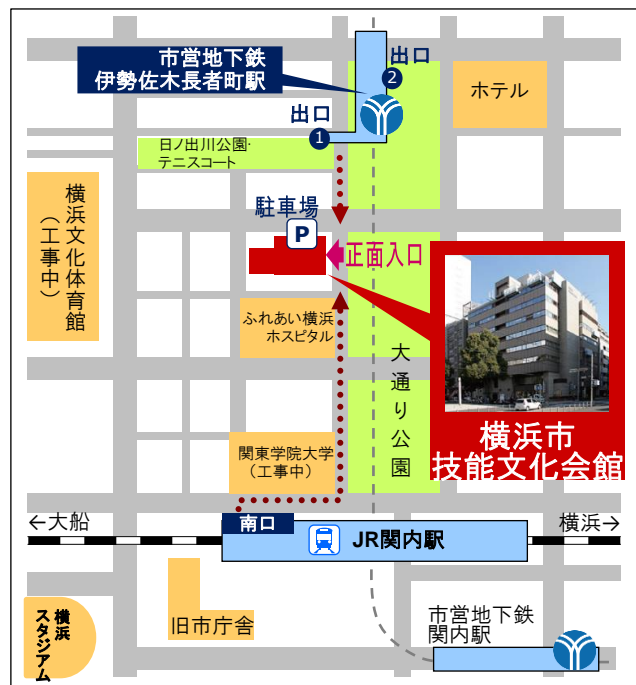 市営地下鉄
伊勢佐木長者町駅
出口
2
ホテル
出口
1
日ノ出川公園・
テニスコート
横浜文化体育館
（工事中）
駐車場
P
正面入口
ふれあい横浜
ホスピタル
大通り公園
横浜市
技能文化会館
関東学院大学
（工事中）
←大船
南口
横浜→
JR関内駅
旧市庁舎
横浜
スタジアム
市営地下鉄
関内駅